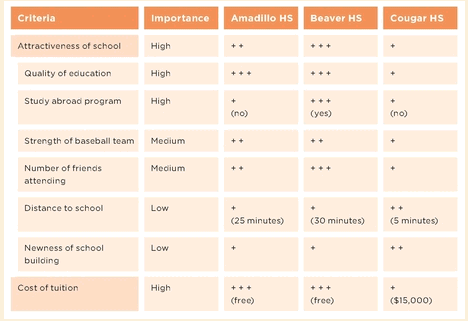 Criteria Importance Amadillo HS Beaver HS Cougar HS
Attractiveness of school High + + + + + +
Quality of education High + + + + + + +
Study abroad program High + + + + +
(no) (yes) (no)
Strength of baseball team Medium + + + + +
Number of friends Medium + + + + + +
attending
Distance to school Low + + + +
(25 minutes) (30 minutes) (5 minutes)
Newness of school Low + + + +
building
Cost of tuition High + + + + + + +
(free) (free) ($15,000)